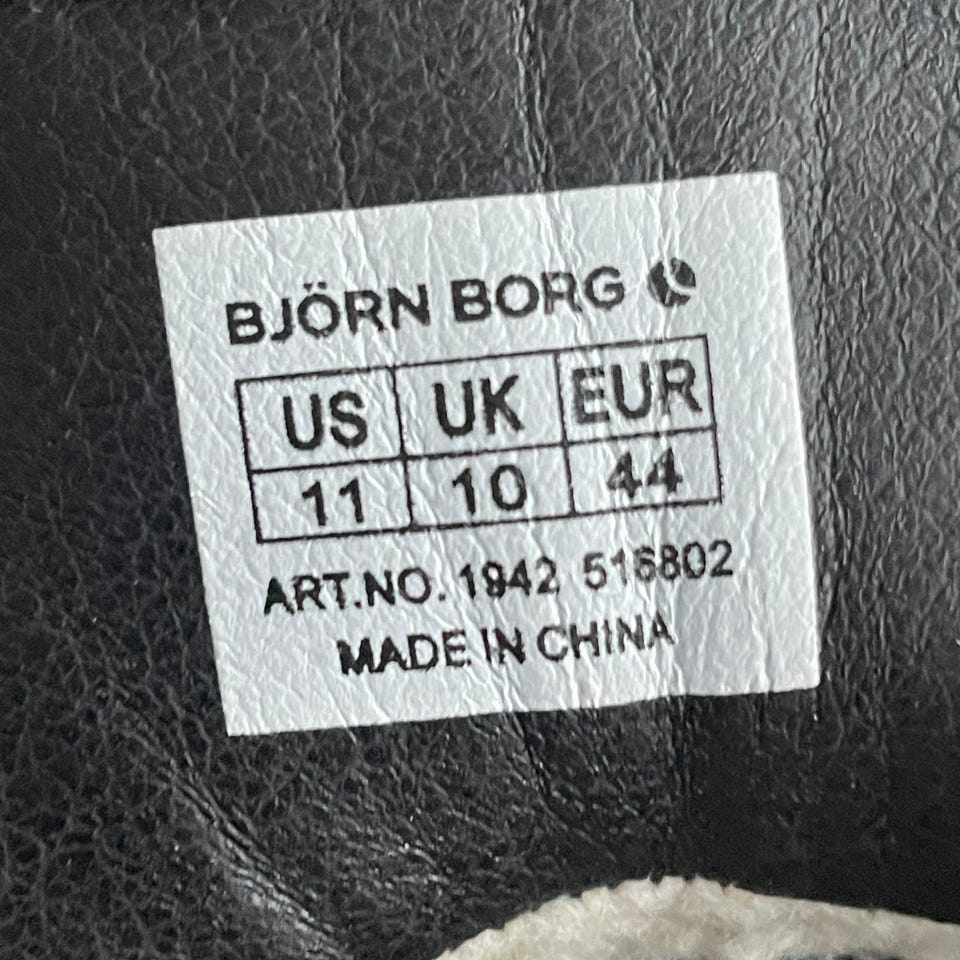 BJÖRN BORG
US UK EUR
11 10 44
ART.NO. 1942 516802
MADE IN CHINA